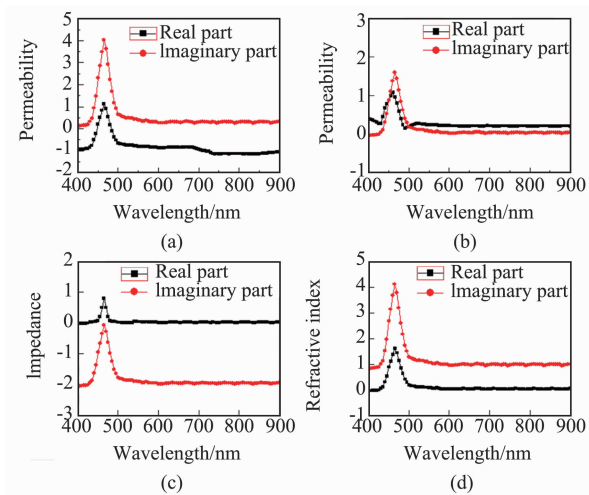 5
4
3
2
1
0
-1
-2
Permeability
Real part
lmaginary part
400 500 600 700 800 900
Wavelength/nm
(a)
3
2
1
0
-1
Permeability
Real part
lmaginary part
400 500 600 700 800 900
Wavelength/nm
(b)
2
1
0
-1
-2
-3
lmpedance
Real part
lmaginary part
400 500 600 700 800 900
Wavelength/nm
(c)
5
4
3
2
1
0
-1
Refractive index
Real part
lmaginary part
400 500 600 700 800 900
Wavelength/nm
(d)